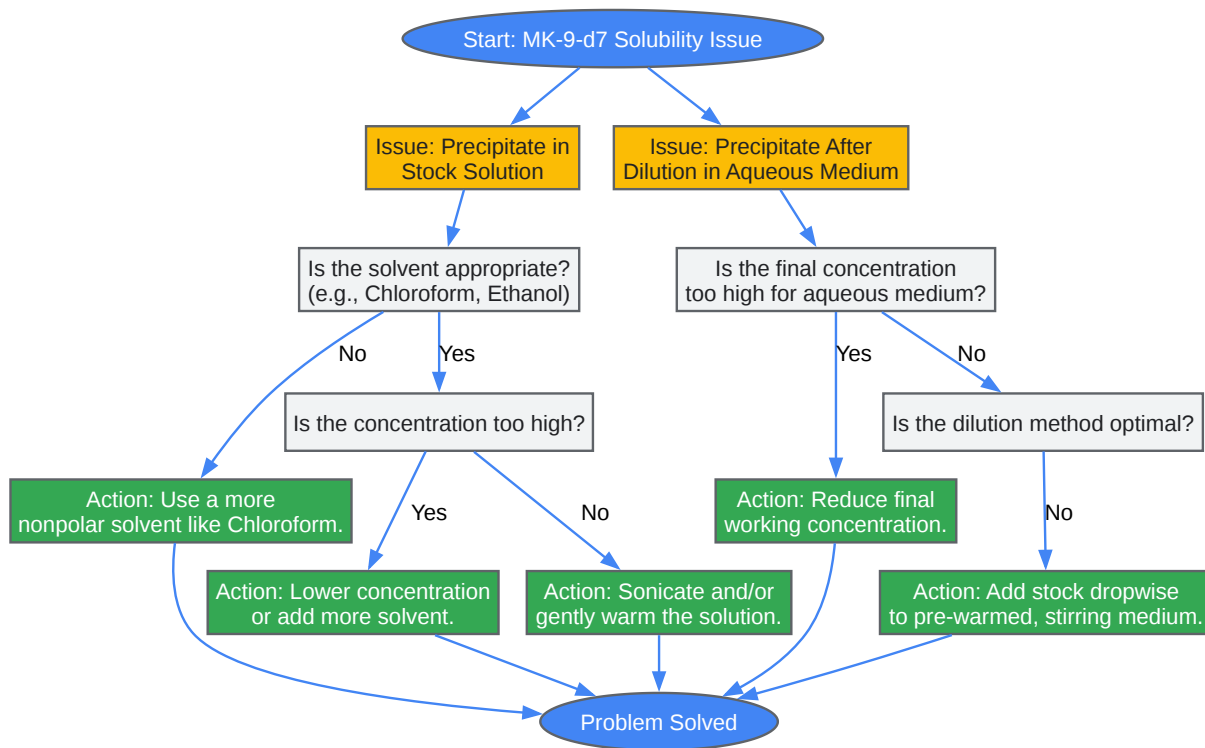 Start: MK-9-d7 Solubility Issue
Issue: Precipitate in
Stock Solution
Issue: Precipitate After
Dilution in Aqueous Medium
Is the solvent appropriate?
(e.g., Chloroform, Ethanol)
Is the final concentration
too high for aqueous medium?
No
Yes
Yes
No
Is the concentration too high?
Is the dilution method optimal?
Action: Use a more
nonpolar solvent like Chloroform.
Yes
No
Action: Reduce final
working concentration.
No
Action: Lower concentration
or add more solvent.
Action: Sonicate and/or
gently warm the solution.
Action: Add stock dropwise
to pre-warmed, stirring medium.
Problem Solved